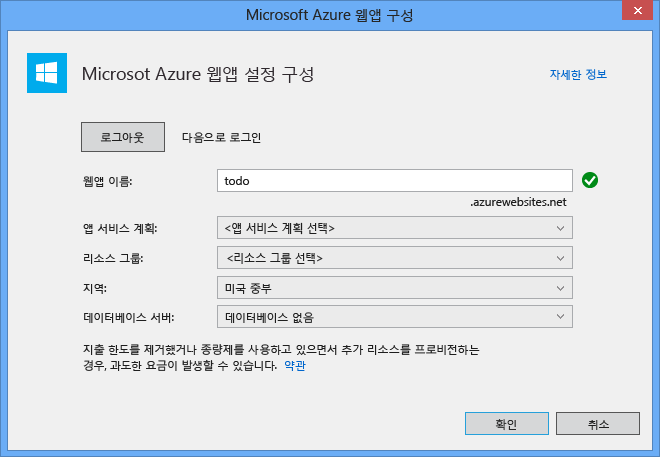 Microsoft Azure 웹앱 구성
Microsot Azure 웹앱 설정 구성
자세한 정보
로그아웃
다음으로 로그인
웹앱 이름:
todo
.azurewebsites.net
앱 서비스 계획:
<앱 서비스 계획 선택>
리소스 그룹:
<리소스 그룹 선택>
지역:
미국 중부
데이터베이스 서버:
데이터베이스 없음
지출 한도를 제거했거나 종량제를 사용하고 있으면서 추가 리소스를 프로비전하는
경우, 과도한 요금이 발생할 수 있습니다. 약관
확인
취소